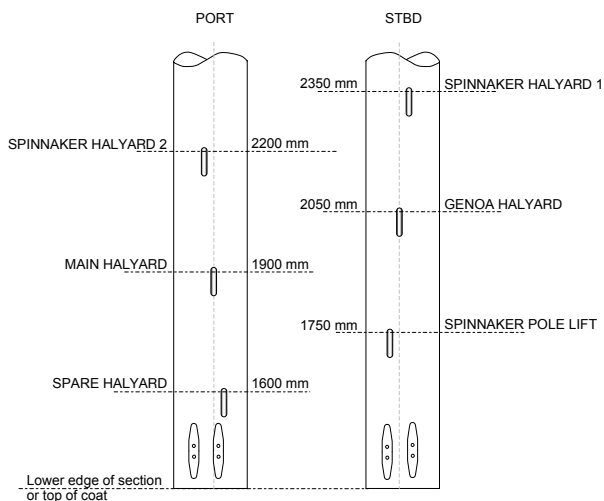 PORT
STBD
2350 mm
SPINNAKER HALYARD 1
SPINNAKER HALYARD 2
2200 mm
2050 mm
GENOA HALYARD
MAIN HALYARD
1900 mm
1750 mm
SPINNAKER POLE LIFT
SPARE HALYARD
1600 mm
Lower edge of section
or top of coat